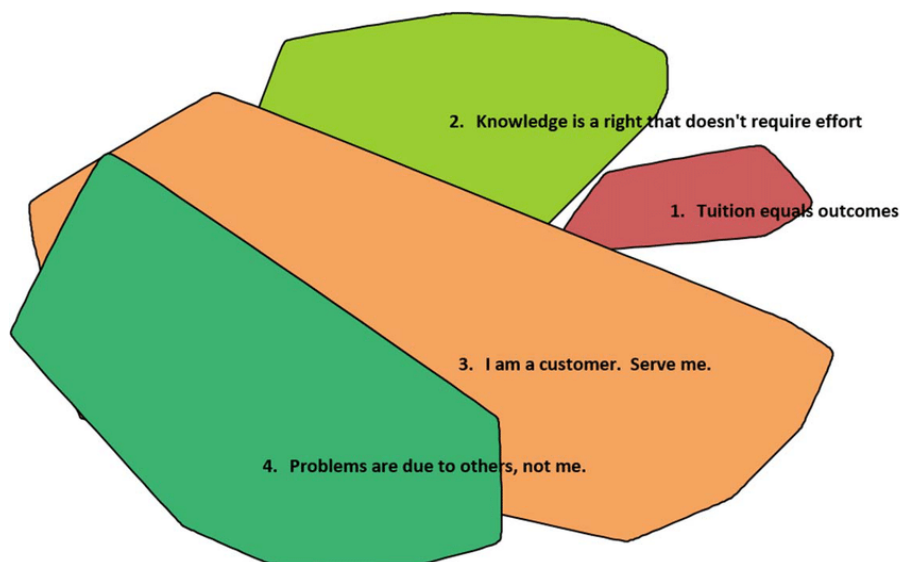 2. Knowledge is a right that doesn't require effort
1. Tuition equals outcomes
3. I am a customer. Serve me.
4. Problems are due to others, not me.